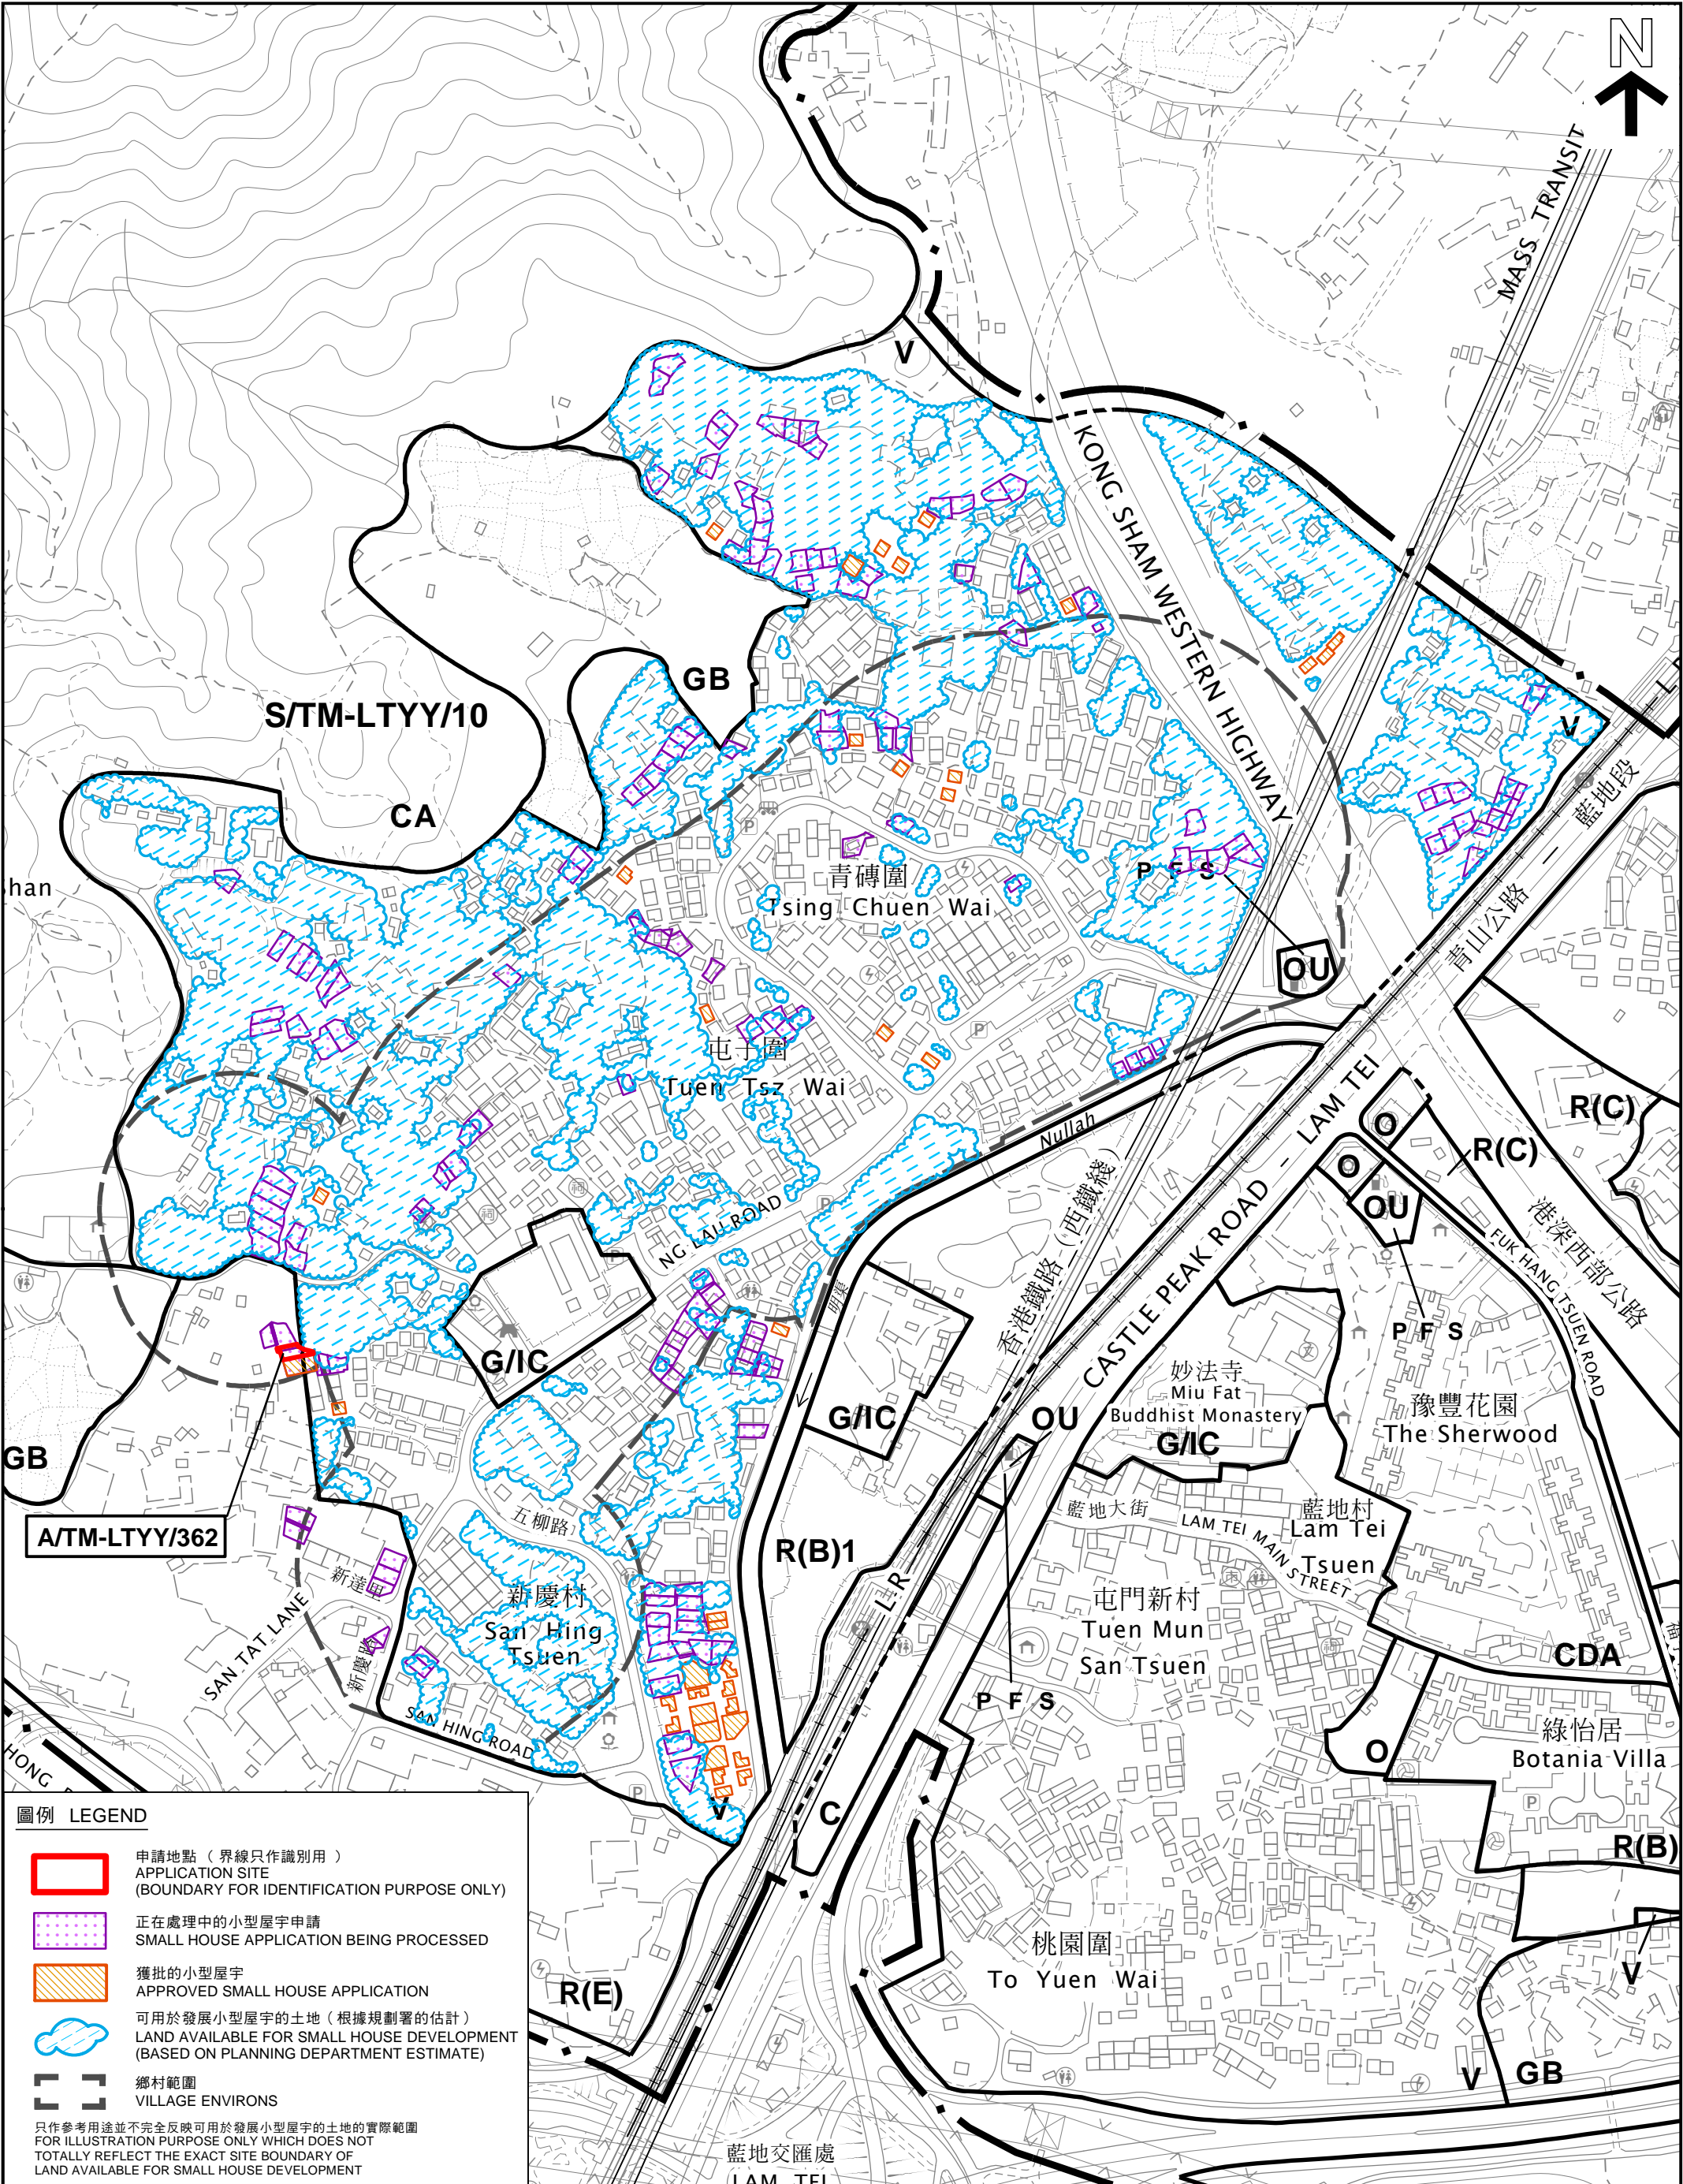 N
MASS TRANSIT
V
KONG SHAM WESTERN HIGHWAY
GB
S/TM-LTYY/10
CA
V
藍地段
han
青磚圍
Tsing Chuen Wai
P F S
OU
青山公路
屯子圍
Tuen Tsz Wai
Nullah
LAM TEI
R(C)
O
R(C)
O
OU
NG LAU ROAD
明渠
香港鐵路（西鐵綫）
CASTLE PEAK ROAD
FUK HANG TSUEN ROAD
港深西部公路
P F S
G/IC
G/IC
妙法寺
Miu Fat
Buddhist Monastery
G/IC
OU
豫豐花園
The Sherwood
GB
A/TM-LTYY/362
五柳路
R(B)1
藍地大街
LAM TEI MAIN STREET
藍地村
Lam Tei
Tsuen
新達里
SAN TAT LANE
新慶路
新慶村
San Hing
Tsuen
LR
屯門新村
Tuen Mun
San Tsuen
CDA
P F S
SAN HING ROAD
HONG
綠怡居
Botania Villa
O
C
V
P
R(B)
R(E)
桃園圍
To Yuen Wai
V
V
GB
藍地交匯處
LAM TEI
圖例 LEGEND
申請地點（界線只作識別用）
APPLICATION SITE
(BOUNDARY FOR IDENTIFICATION PURPOSE ONLY)
正在處理中的小型屋宇申請
SMALL HOUSE APPLICATION BEING PROCESSED
獲批的小型屋宇
APPROVED SMALL HOUSE APPLICATION
可用於發展小型屋宇的土地（根據規劃署的估計）
LAND AVAILABLE FOR SMALL HOUSE DEVELOPMENT
(BASED ON PLANNING DEPARTMENT ESTIMATE)
鄉村範圍
VILLAGE ENVIRONS
只作參考用途並不完全反映可用於發展小型屋宇的土地的實際範圍
FOR ILLUSTRATION PURPOSE ONLY WHICH DOES NOT
TOTALLY REFLECT THE EXACT SITE BOUNDARY OF
LAND AVAILABLE FOR SMALL HOUSE DEVELOPMENT